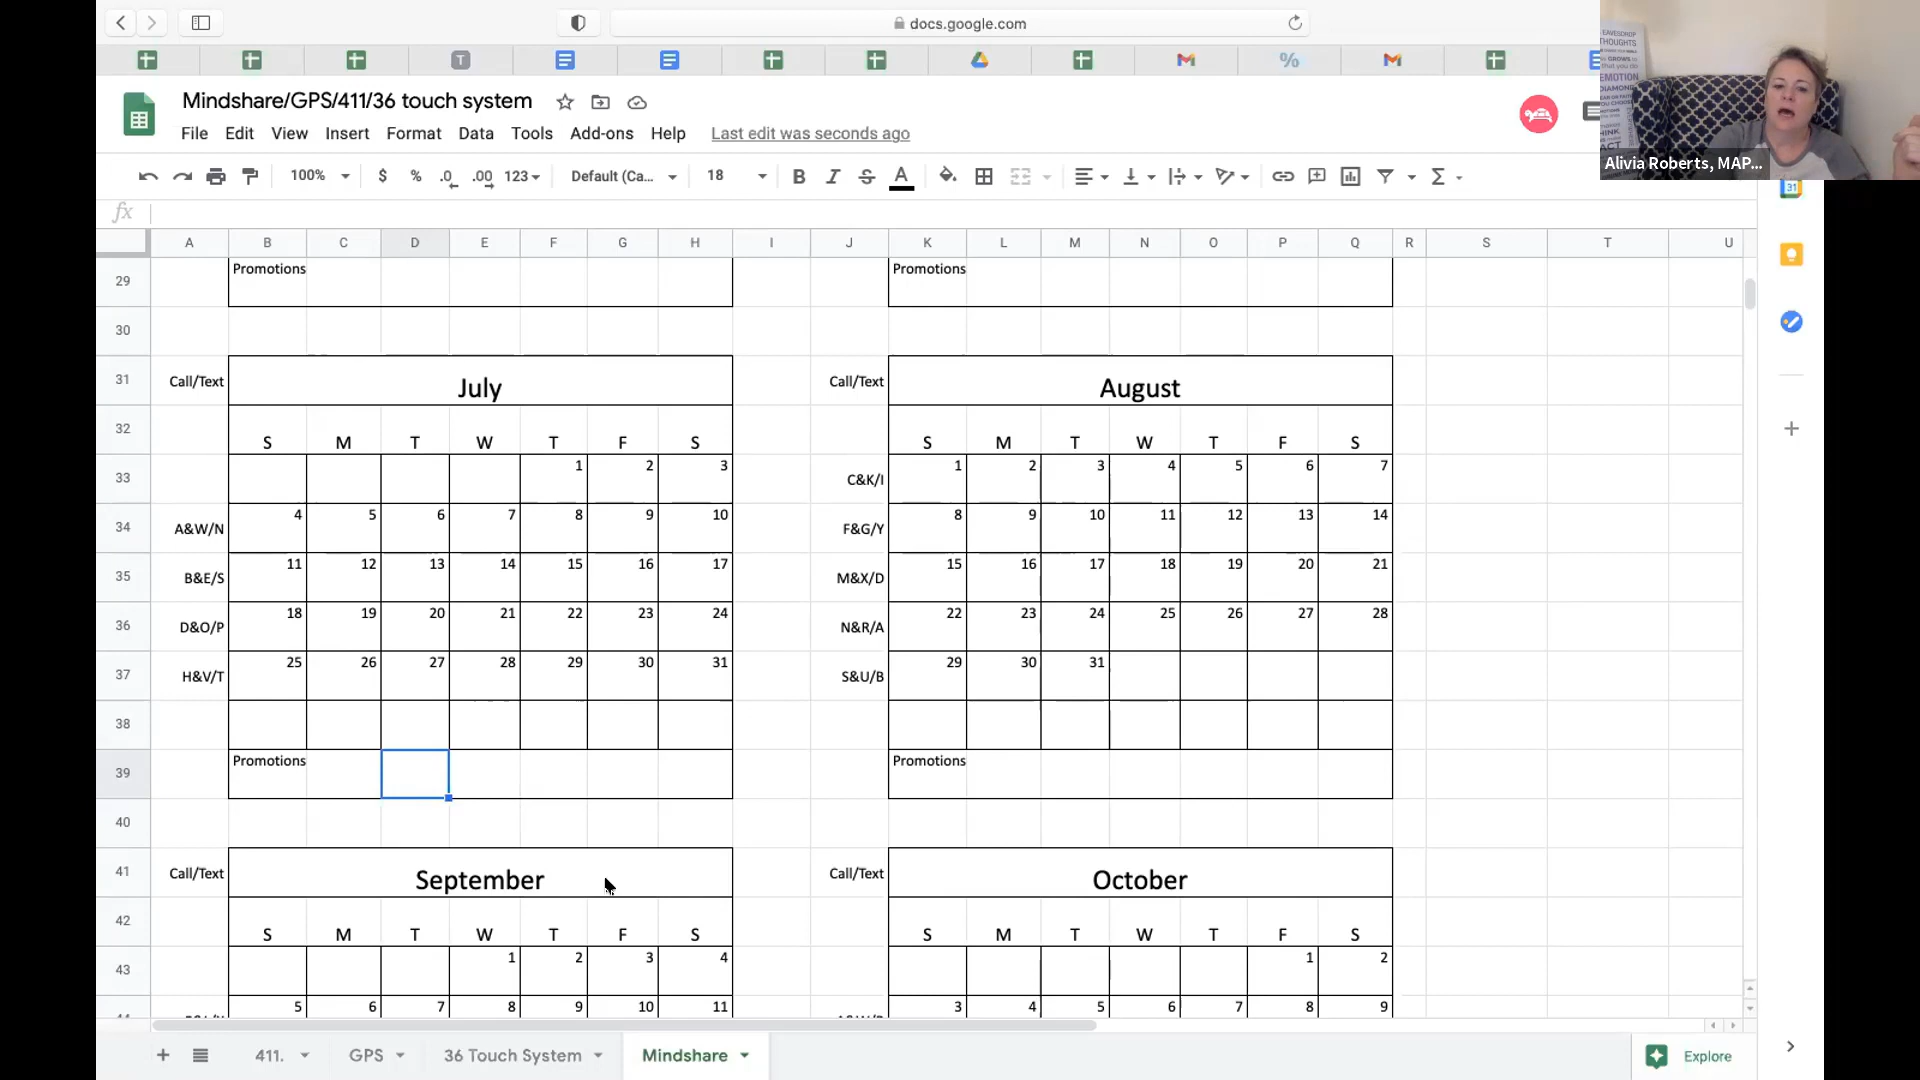 docs.google.com
Mindshare/GPS/411/36 touch system
File Edit View Insert Format Data Tools Add-ons Help Last edit was seconds ago
100% $ % .0 .00 123 Default (Ca... 18 B I S A Σ
fx
A B C D E F G H I J K L M N O P Q R S T U
29 Promotions Promotions
30
31 Call/Text July Call/Text August
32 S M T W T F S S M T W T F S
33 1 2 3 C&K/I 1 2 3 4 5 6 7
34 A&W/N 4 5 6 7 8 9 10 F&G/Y 8 9 10 11 12 13 14
35 B&E/S 11 12 13 14 15 16 17 M&X/D 15 16 17 18 19 20 21
36 D&O/P 18 19 20 21 22 23 24 N&R/A 22 23 24 25 26 27 28
37 H&V/T 25 26 27 28 29 30 31 S&U/B 29 30 31
38
39 Promotions Promotions
40
41 Call/Text September Call/Text October
42 S M T W T F S S M T W T F S
43 1 2 3 4 1 2
5 6 7 8 9 10 11 3 4 5 6 7 8 9
411. GPS 36 Touch System Mindshare Explore
THOUGHTS
EMOTION
THINK
ACT
Alivia Roberts, MAP...
31